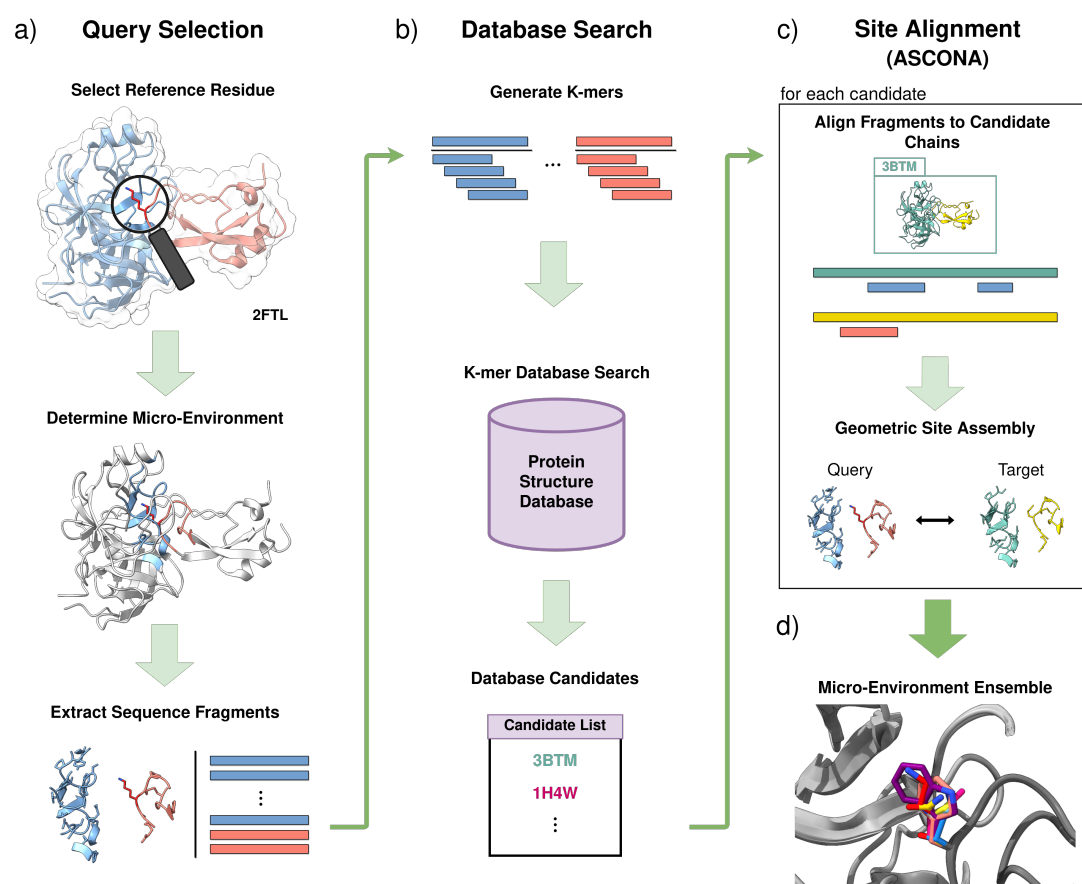 a)
Query Selection
Select Reference Residue
2FTL
Determine Micro-Environment
Extract Sequence Fragments
b)
Database Search
Generate K-mers
...
K-mer Database Search
Protein
Structure
Database
Database Candidates
Candidate List
3BTM
1H4W
c)
Site Alignment
(ASCONA)
for each candidate
Align Fragments to Candidate
Chains
3BTM
Geometric Site Assembly
Query
Target
d)
Micro-Environment Ensemble